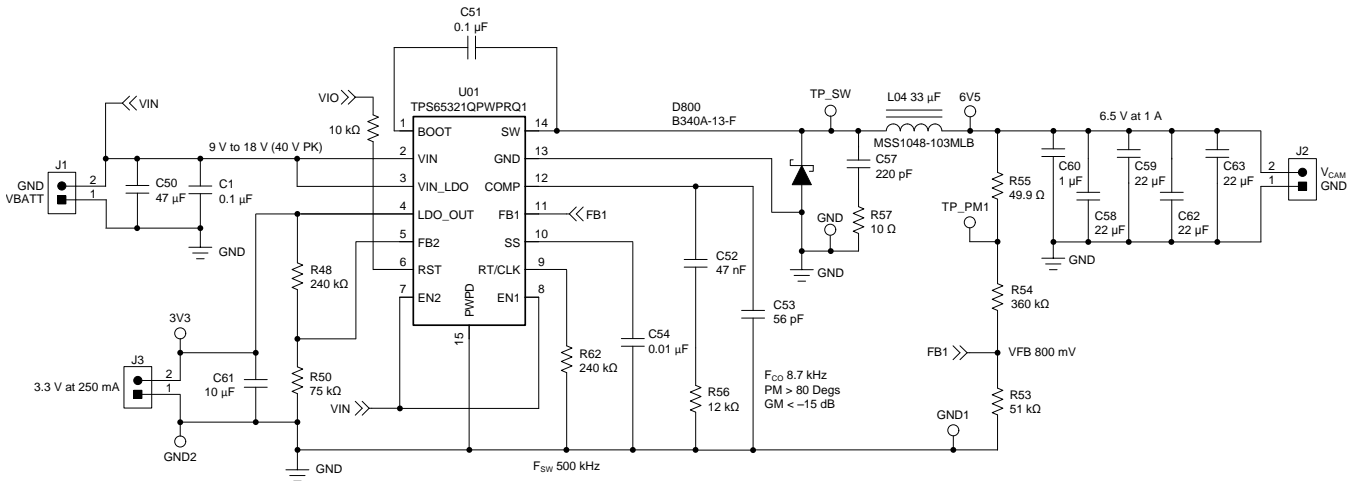 C51
0.1 µF
U01
TPS65321QPWPRQ1
VIN
VIO
10 kΩ
1
BOOT
SW
14
2
VIN
GND
13
3
VIN_LDO
COMP
12
4
LDO_OUT
FB1
11
FB1
5
FB2
SS
10
6
RST
RT/CLK
9
7
EN2
EN1
8
PWPD
15
9 V to 18 V (40 V PK)
J1
GND
2
VBATT
1
C50
47 µF
C1
0.1 µF
GND
D800
B340A-13-F
TP_SW
L04 33 µF
MSS1048-103MLB
6V5
6.5 V at 1 A
C57
220 pF
R57
10 Ω
GND
GND
R55
49.9 Ω
TP_PM1
R54
360 kΩ
FB1
VFB 800 mV
R53
51 kΩ
GND1
C60
1 µF
C58
22 µF
C59
22 µF
C62
22 µF
C63
22 µF
GND
J2
2
VCAM
1
GND
R48
240 kΩ
R50
75 kΩ
3V3
J3
3.3 V at 250 mA
2
1
C61
10 µF
GND2
GND
VIN
R62
240 kΩ
C54
0.01 µF
C52
47 nF
R56
12 kΩ
C53
56 pF
FCO 8.7 kHz
PM > 80 Degs
GM < –15 dB
FSW 500 kHz